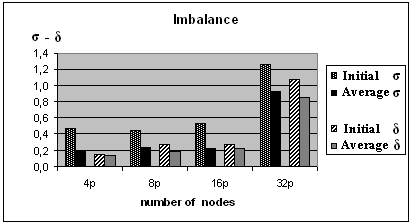 Imbalance
σ - δ
1,4
1,2
1,0
0,8
0,6
0,4
0,2
0,0
4p 8p 16p 32p
number of nodes
Initial σ
Average σ
Initial δ
Average δ